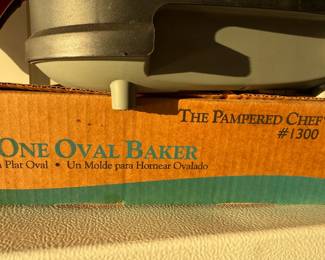 THE PAMPERED CHEF
#1300
ONE OVAL BAKER
Plat Oval • Un Molde para Hornear Ovalado